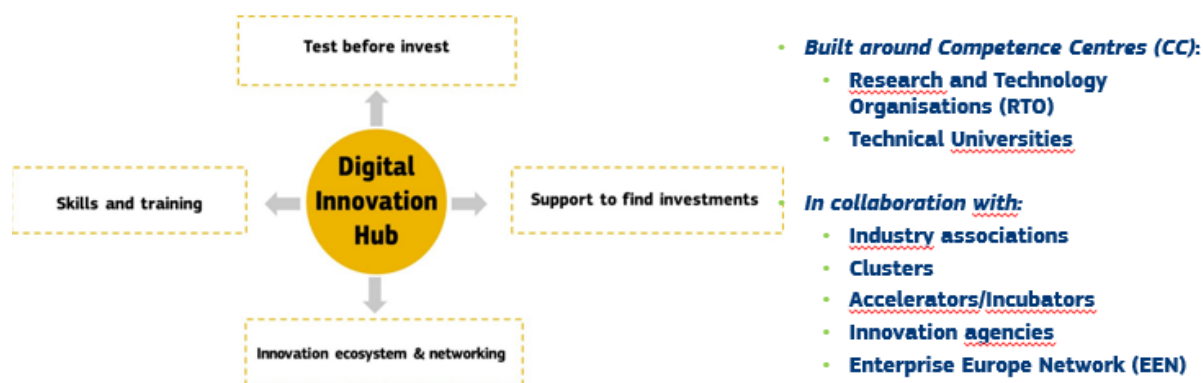 Test before invest
Skills and training
Digital
Innovation
Hub
Support to find investments
Innovation ecosystem & networking
• Built around Competence Centres (CC):
• Research and Technology
Organisations (RTO)
• Technical Universities
• In collaboration with:
• Industry associations
• Clusters
• Accelerators/Incubators
• Innovation agencies
• Enterprise Europe Network (EEN)